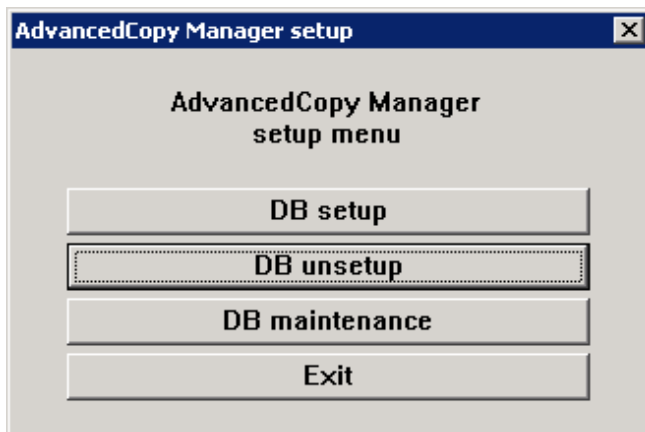 AdvancedCopy Manager setup
AdvancedCopy Manager
setup menu
DB setup
DB unsetup
DB maintenance
Exit